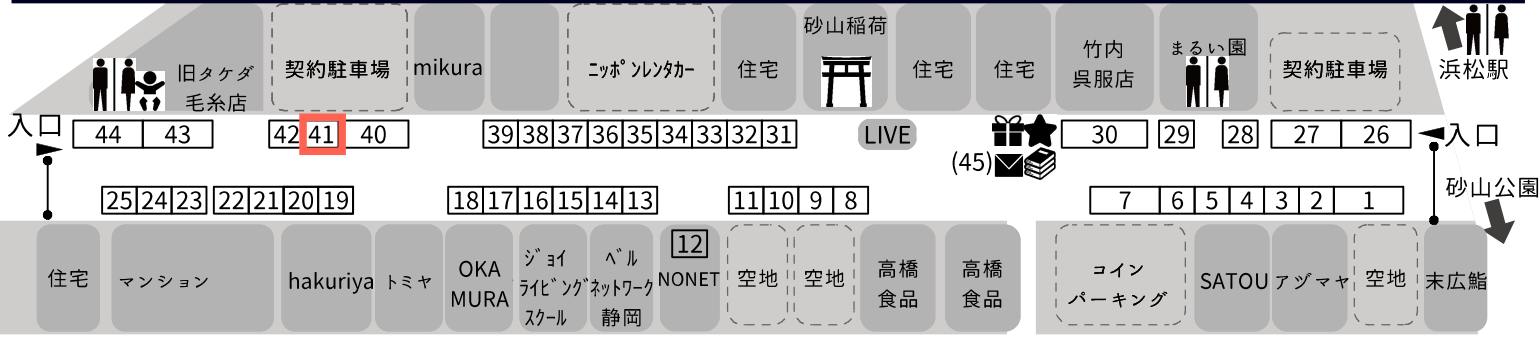 旧タケダ
毛糸店
契約駐車場
mikura
ニッポンレンタカー
住宅
砂山稲荷
住宅
住宅
竹内
呉服店
まるい園
契約駐車場
浜松駅
入口
44 43
42 41 40
39 38 37 36 35 34 33 32 31
LIVE
(45)
30
29
28
27 26
入口
砂山公園
25 24 23
22 21 20 19
18 17 16 15 14 13
11 10 9 8
7 6 5 4 3 2 1
住宅
マンション
hakuriya
トミヤ
OKA
MURA
ジョイ
ライビング
スクール
ベル
ネットワーク
静岡
12
NONET
空地
空地
高橋
食品
高橋
食品
コイン
パーキング
SATOU
アヅマヤ
空地
末広鮨